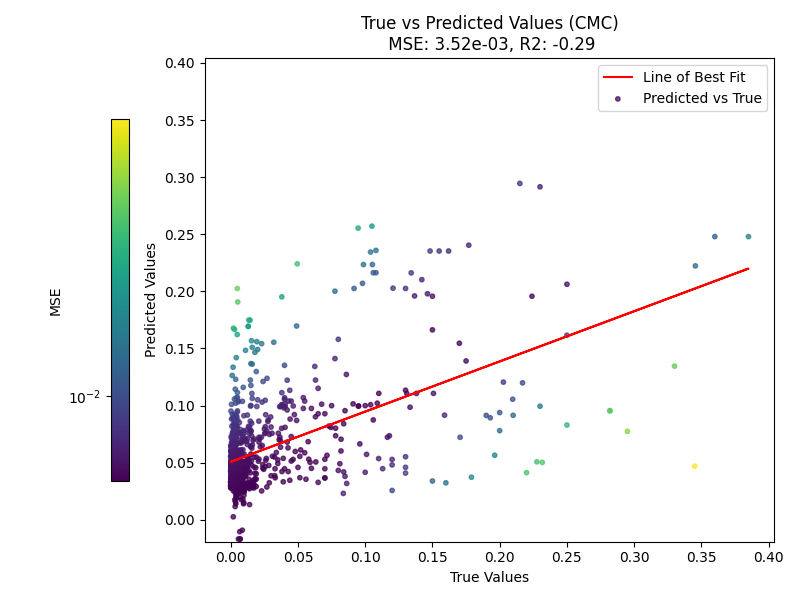 True vs Predicted Values (CMC)
MSE: 3.52e-03, R2: -0.29
Line of Best Fit
Predicted vs True
MSE
10⁻²
Predicted Values
0.40
0.35
0.30
0.25
0.20
0.15
0.10
0.05
0.00
0.00 0.05 0.10 0.15 0.20 0.25 0.30 0.35 0.40
True Values